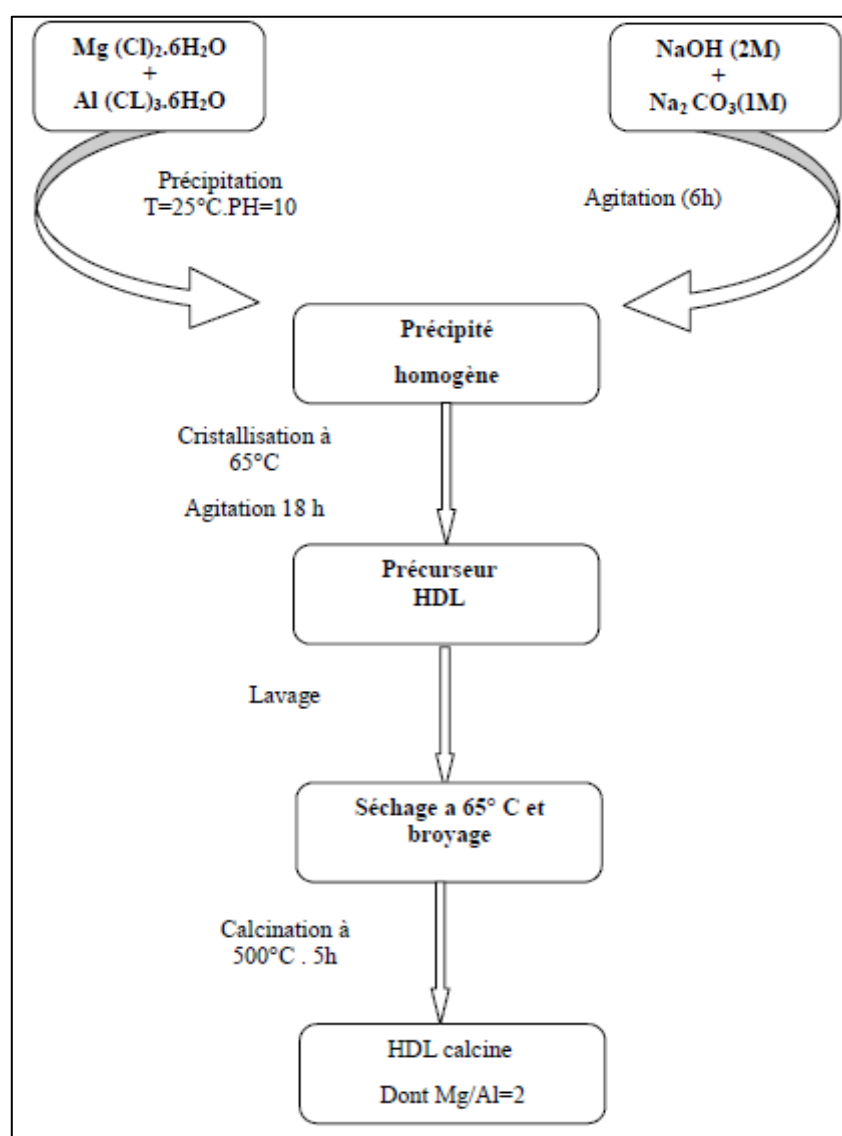 Mg (Cl)₂.6H₂O
+
Al (CL)₃.6H₂O
NaOH (2M)
+
Na₂ CO₃(1M)
Précipitation
T=25°C.PH=10
Agitation (6h)
Précipité
homogène
Cristallisation à
65°C
Agitation 18 h
Précurseur
HDL
Lavage
Séchage a 65° C et
broyage
Calcination à
500°C . 5h
HDL calcine
Dont Mg/Al=2